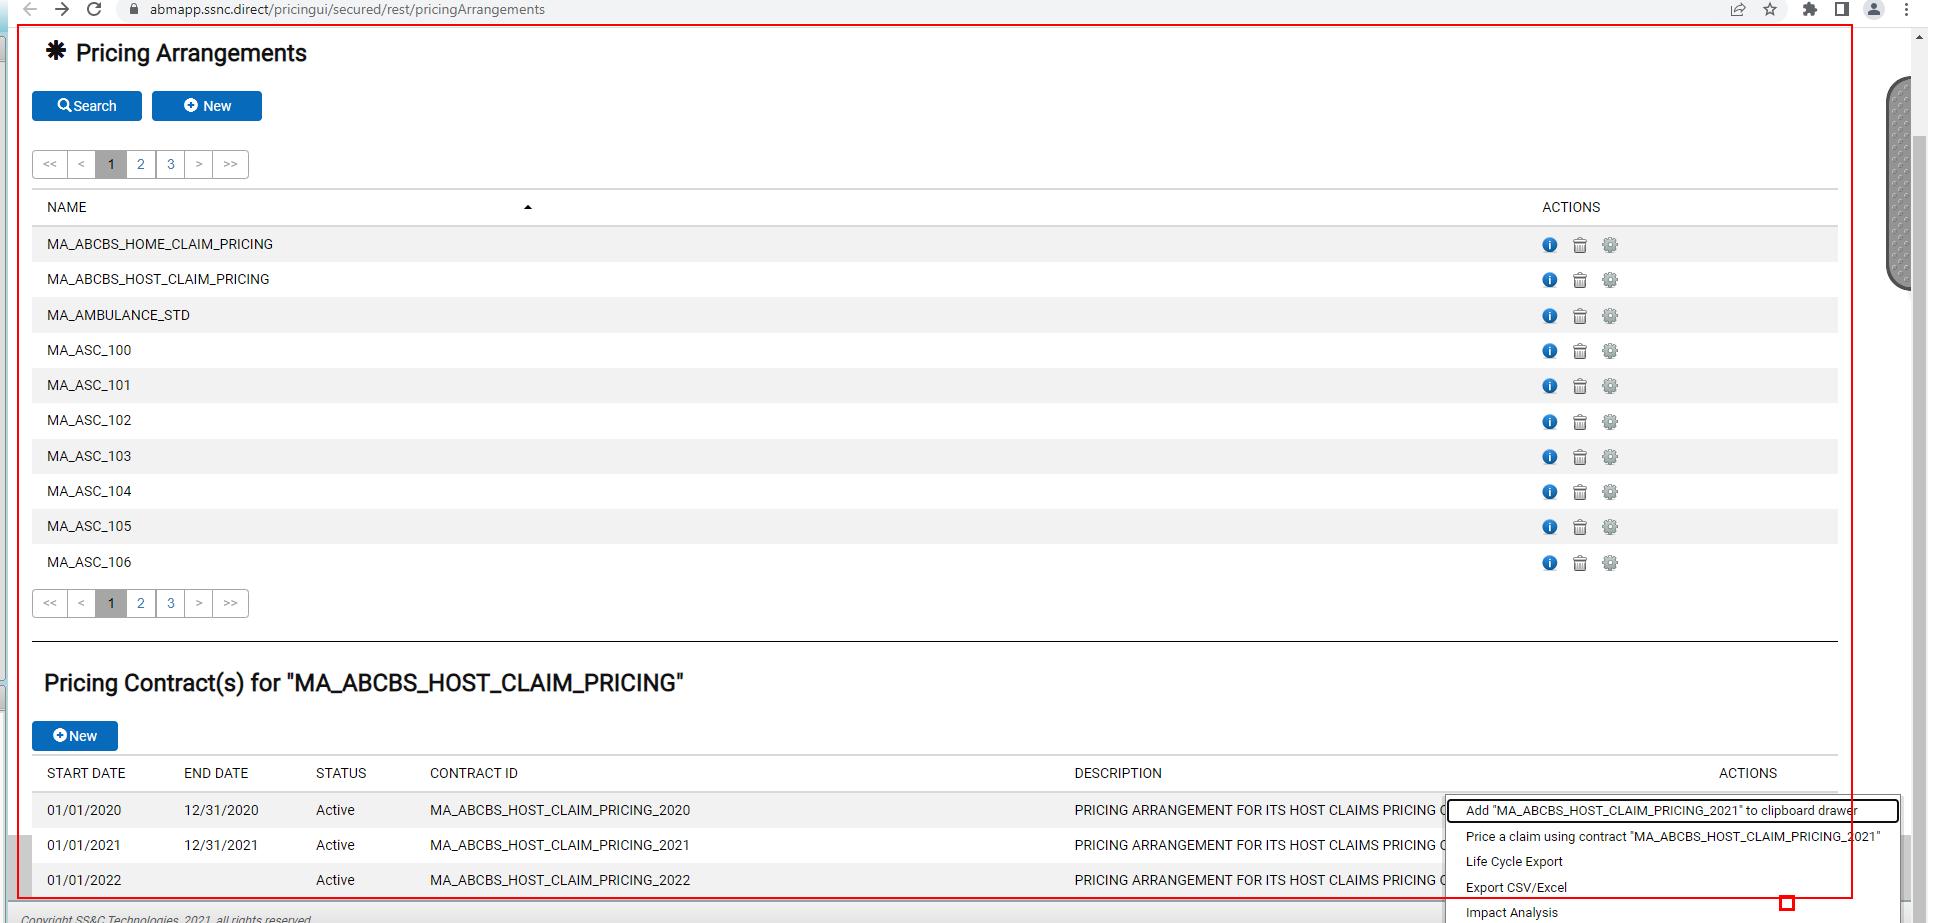 abmapp.ssnc.direct/pricingui/secured/rest/pricingArrangements
✱ Pricing Arrangements
Search New
<< < 1 2 3 > >>
NAME ACTIONS
MA_ABCBS_HOME_CLAIM_PRICING
MA_ABCBS_HOST_CLAIM_PRICING
MA_AMBULANCE_STD
MA_ASC_100
MA_ASC_101
MA_ASC_102
MA_ASC_103
MA_ASC_104
MA_ASC_105
MA_ASC_106
<< < 1 2 3 > >>
Pricing Contract(s) for "MA_ABCBS_HOST_CLAIM_PRICING"
New
START DATE END DATE STATUS CONTRACT ID DESCRIPTION ACTIONS
01/01/2020 12/31/2020 Active MA_ABCBS_HOST_CLAIM_PRICING_2020 PRICING ARRANGEMENT FOR ITS HOST CLAIMS PRICING
01/01/2021 12/31/2021 Active MA_ABCBS_HOST_CLAIM_PRICING_2021 PRICING ARRANGEMENT FOR ITS HOST CLAIMS PRICING
01/01/2022 Active MA_ABCBS_HOST_CLAIM_PRICING_2022 PRICING ARRANGEMENT FOR ITS HOST CLAIMS PRICING
Add "MA_ABCBS_HOST_CLAIM_PRICING_2021" to clipboard drawer
Price a claim using contract "MA_ABCBS_HOST_CLAIM_PRICING_2021"
Life Cycle Export
Export CSV/Excel
Impact Analysis
Copyright SS&C Technologies, 2021, all rights reserved